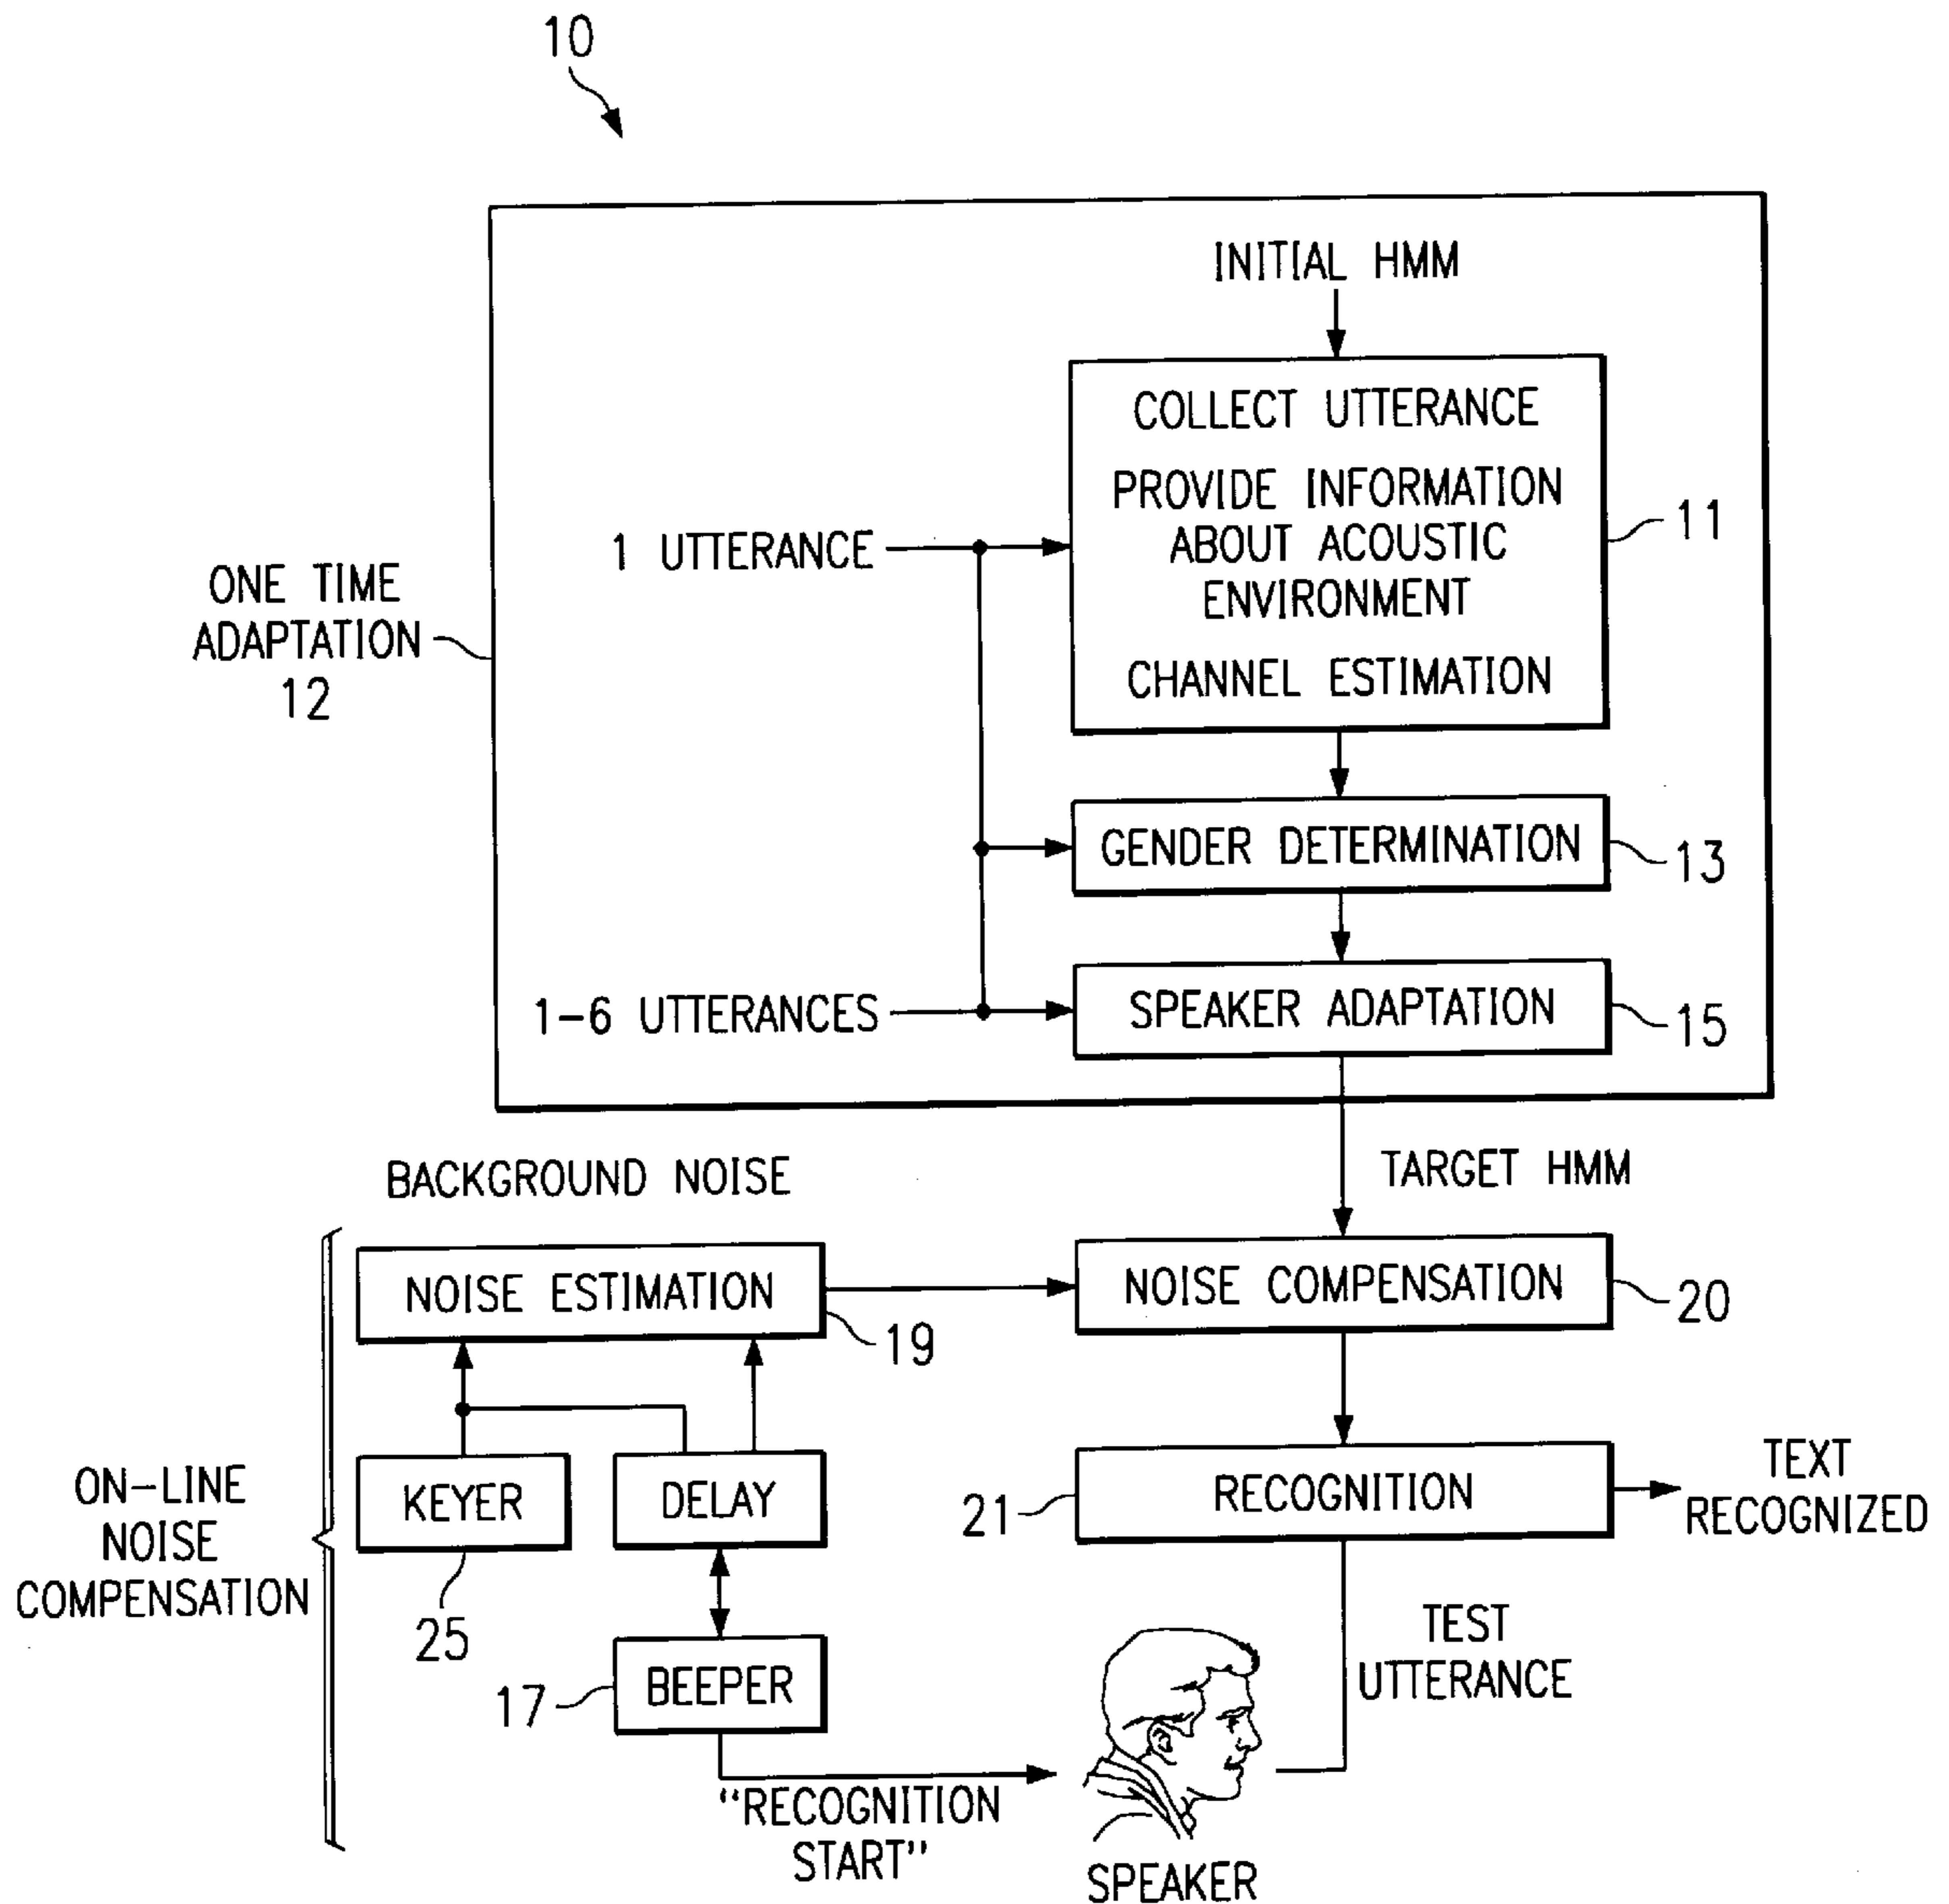 10
INITIAL HMM
COLLECT UTTERANCE
PROVIDE INFORMATION
ABOUT ACOUSTIC
ENVIRONMENT
CHANNEL ESTIMATION
11
1 UTTERANCE
ONE TIME
ADAPTATION
12
GENDER DETERMINATION
13
1-6 UTTERANCES
SPEAKER ADAPTATION
15
BACKGROUND NOISE
TARGET HMM
NOISE ESTIMATION
19
NOISE COMPENSATION
20
ON-LINE
NOISE
COMPENSATION
KEYER
25
DELAY
21
RECOGNITION
TEXT
RECOGNIZED
17
BEEPER
TEST
UTTERANCE
"RECOGNITION
START"
SPEAKER